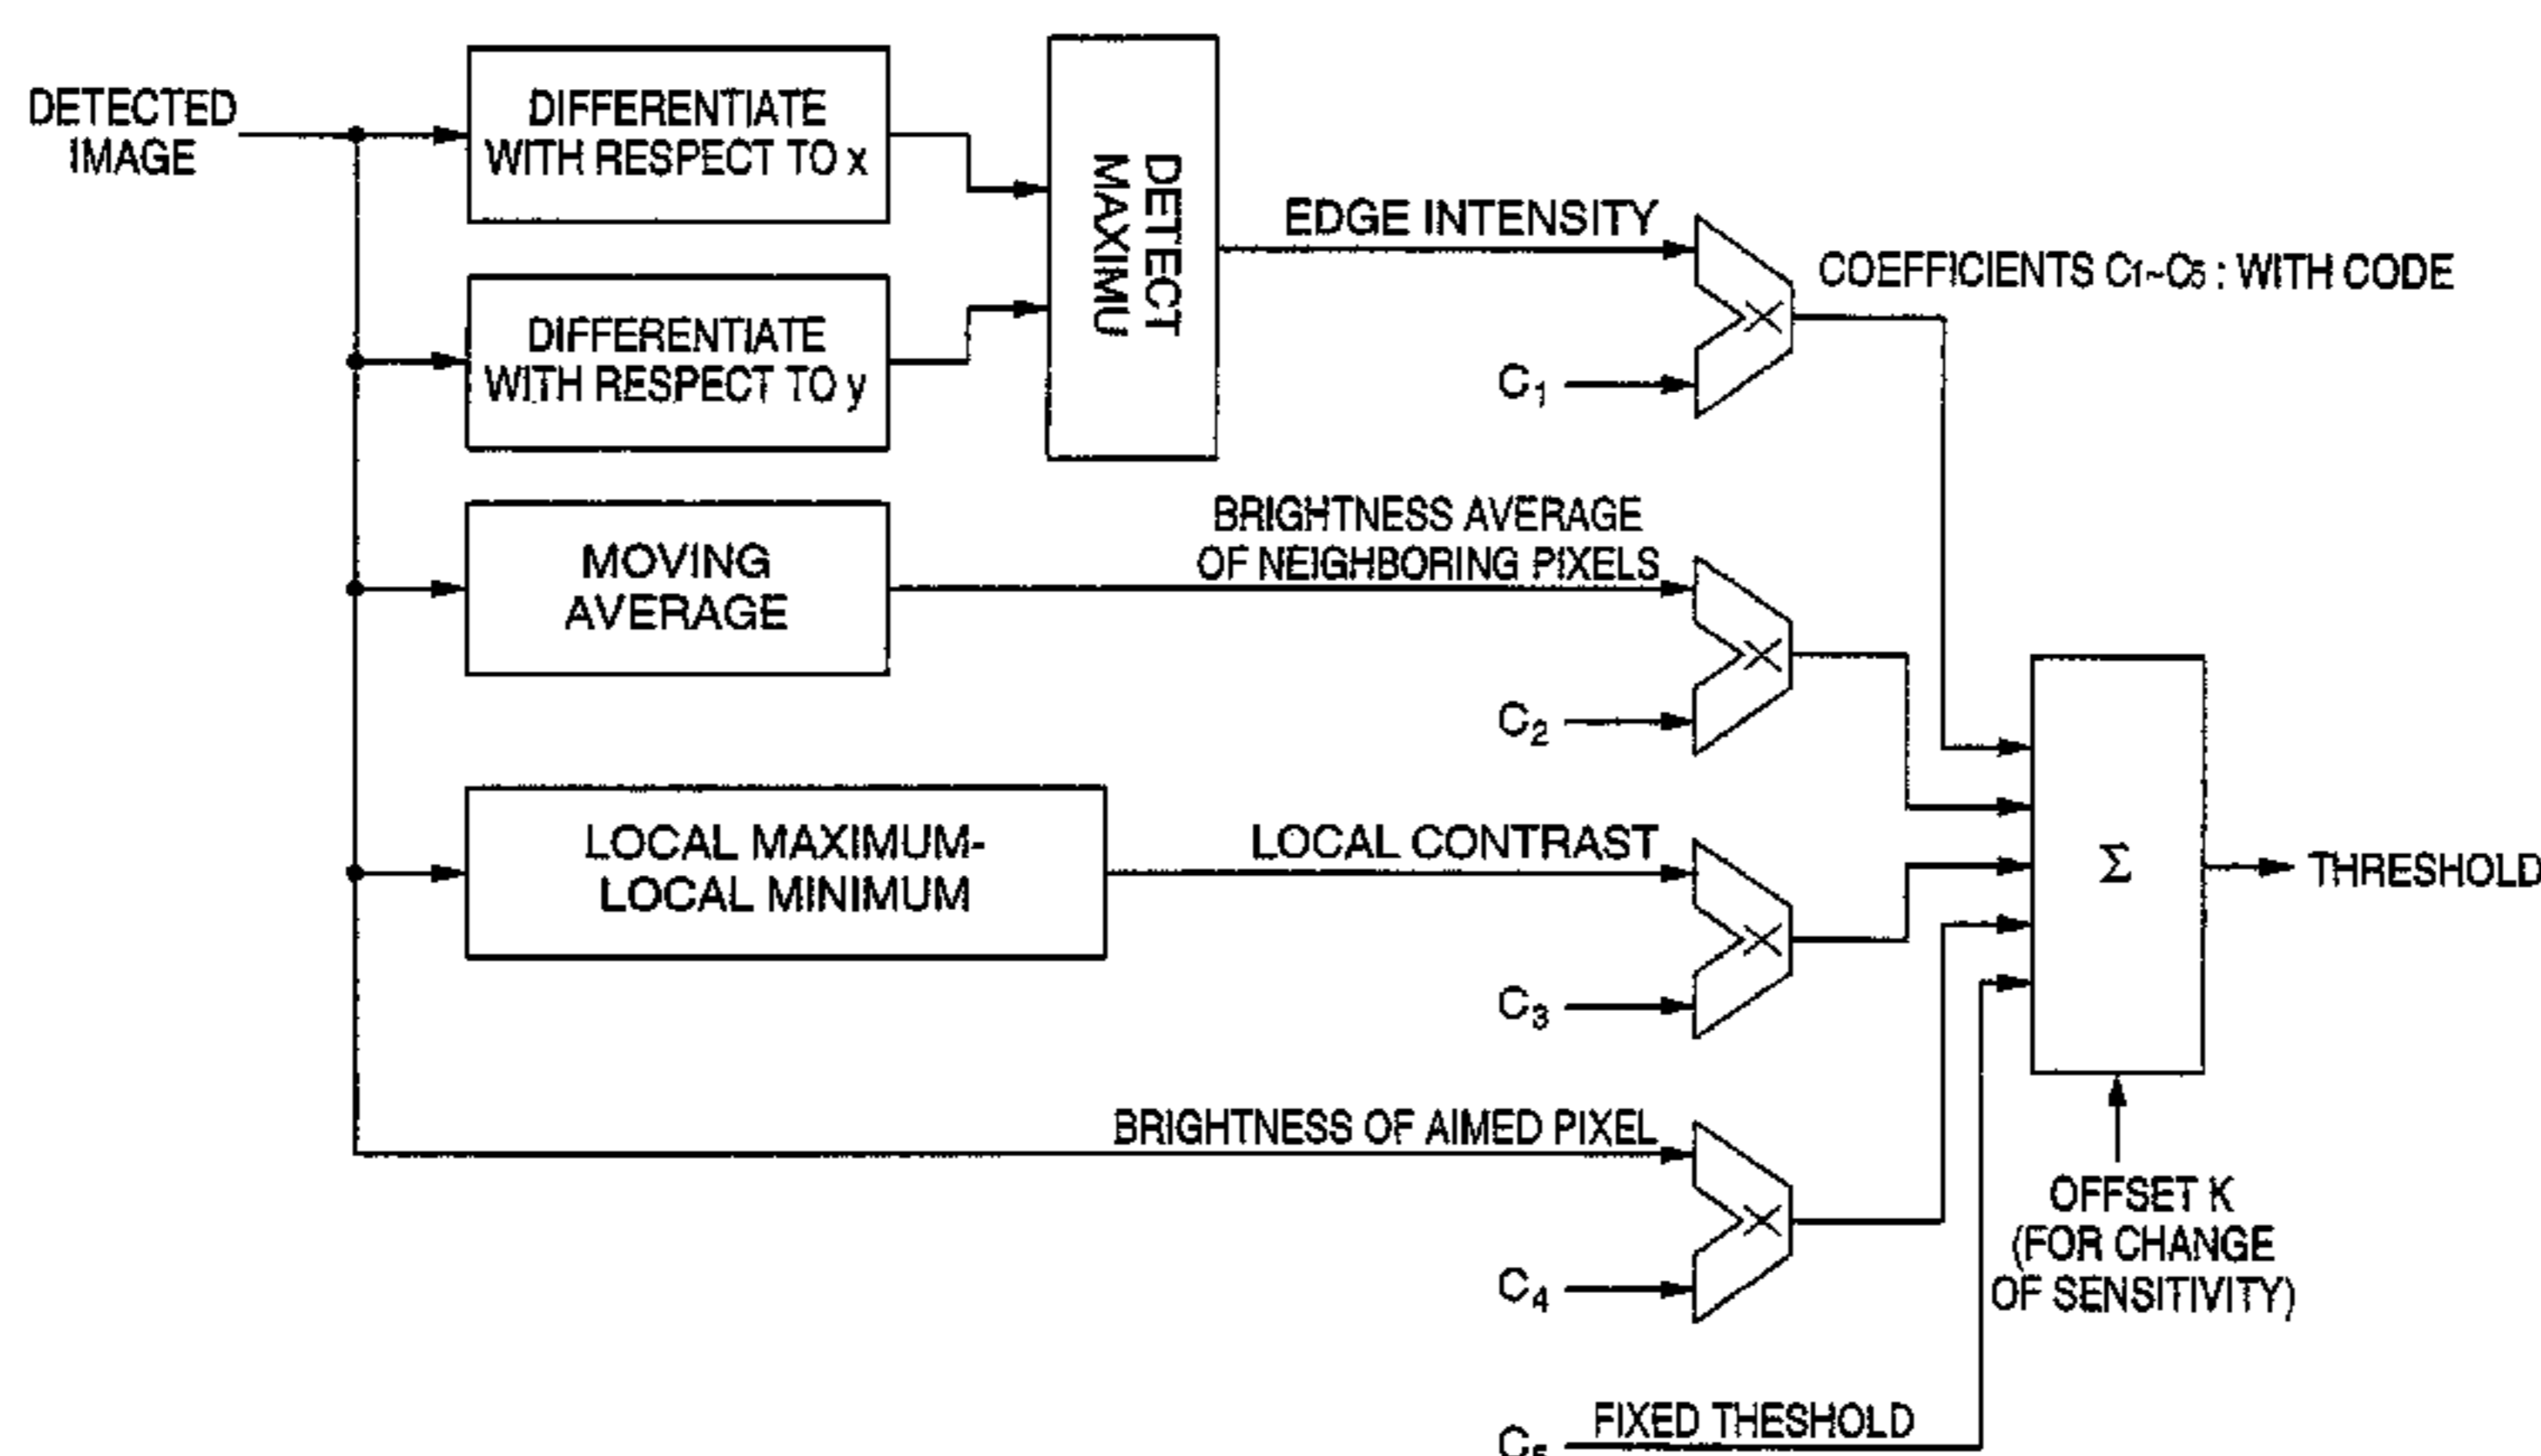 DETECTED
IMAGE
DIFFERENTIATE
WITH RESPECT TO x
DIFFERENTIATE
WITH RESPECT TO y
DETECT
MAXIMU
EDGE INTENSITY
COEFFICIENTS C1~C5 : WITH CODE
X
C1
MOVING
AVERAGE
BRIGHTNESS AVERAGE
OF NEIGHBORING PIXELS
X
C2
LOCAL MAXIMUM-
LOCAL MINIMUM
LOCAL CONTRAST
X
C3
Σ
THRESHOLD
BRIGHTNESS OF AIMED PIXEL
X
C4
OFFSET K
(FOR CHANGE
OF SENSITIVITY)
C5
FIXED THESHOLD